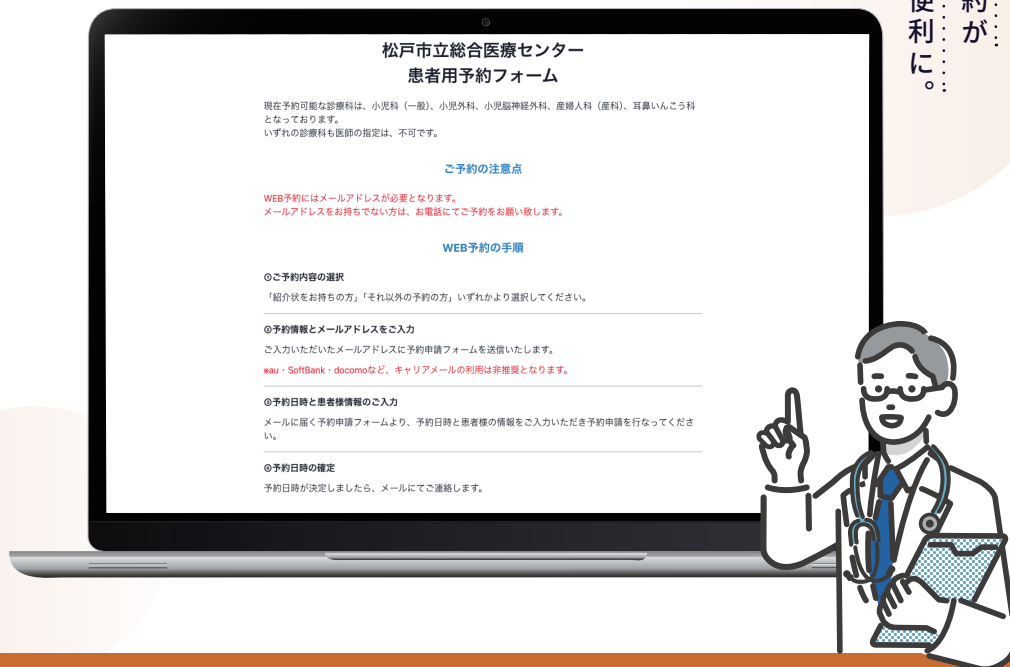 約が
便利に。
松戸市立総合医療センター
患者用予約フォーム
現在予約可能な診療科は、小児科（一般）、小児外科、小児脳神経外科、産婦人科（産科）、耳鼻いんこう科
となっております。
いずれの診療科も医師の指定は、不可です。
ご予約の注意点
WEB予約にはメールアドレスが必要となります。
メールアドレスをお持ちでない方は、お電話にてご予約をお願い致します。
WEB予約の手順
①ご予約内容の選択
「紹介状をお持ちの方」「それ以外の予約の方」いずれかより選択してください。
②予約情報とメールアドレスをご入力
ご入力いただいたメールアドレスに予約申請フォームを送信いたします。
※au・SoftBank・docomoなど、キャリアメールの利用は非推奨となります。
③予約日時と患者様情報のご入力
メールに届く予約申請フォームより、予約日時と患者様の情報をご入力いただき予約申請を行なってくださ
い。
④予約日時の確定
予約日時が決定しましたら、メールにてご連絡します。